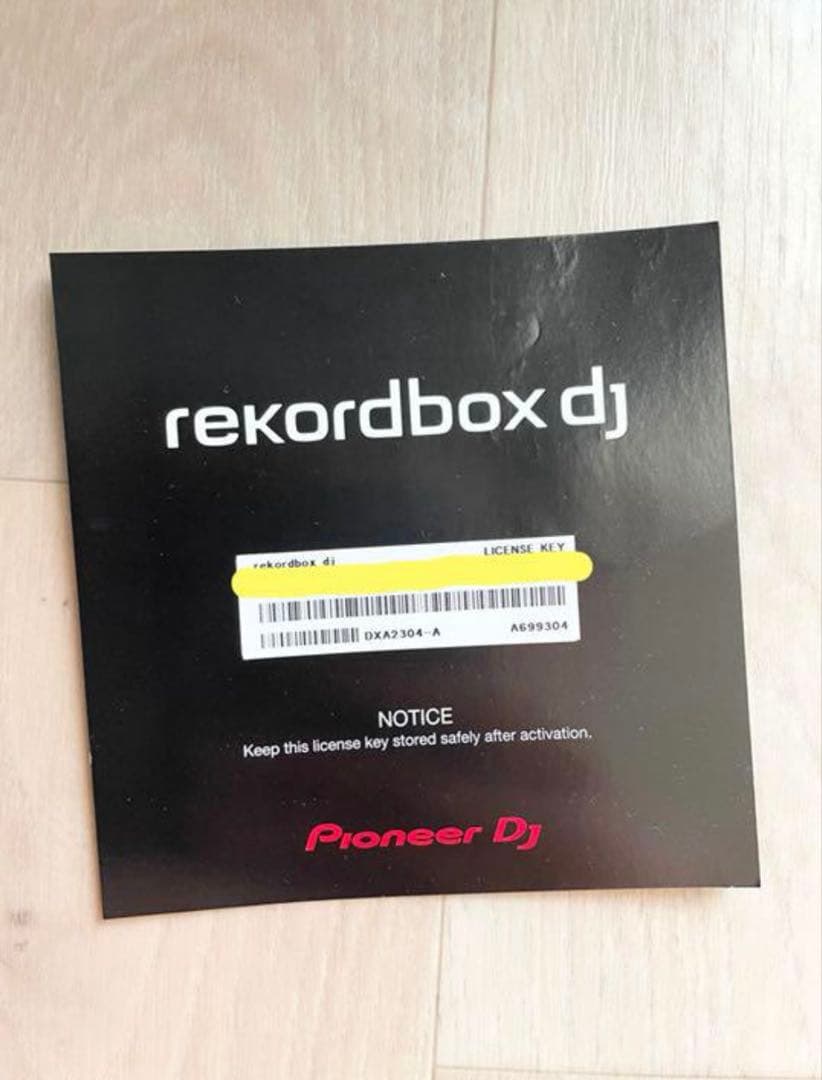 rekordbox dj
rekordbox dj LICENSE KEY
DXA2304-A A699304
NOTICE
Keep this license key stored safely after activation.
Pioneer Dj